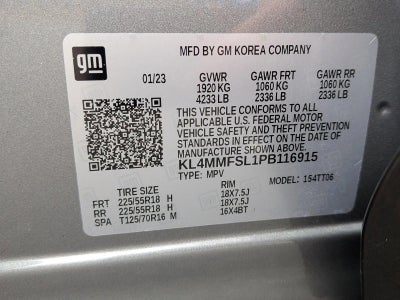 gm
MFD BY GM KOREA COMPANY
01/23 GVWR GAWR FRT GAWR RR
1920 KG 1060 KG 1060 KG
4233 LB 2336 LB 2336 LB
THIS VEHICLE CONFORMS TO ALL
APPLICABLE U.S. FEDERAL MOTOR
VEHICLE SAFETY AND THEFT PREVENTION
STANDARDS IN EFFECT ON THE DATE OF
MANUFACTURE SHOWN ABOVE.
KL4MMFSL1PB116915
TYPE: MPV MODEL: 1S4TT06
TIRE SIZE RIM
FRT 225/55R18 H 18X7.5J
RR 225/55R18 H 18X7.5J
SPA T125/70R16 M 16X4BT